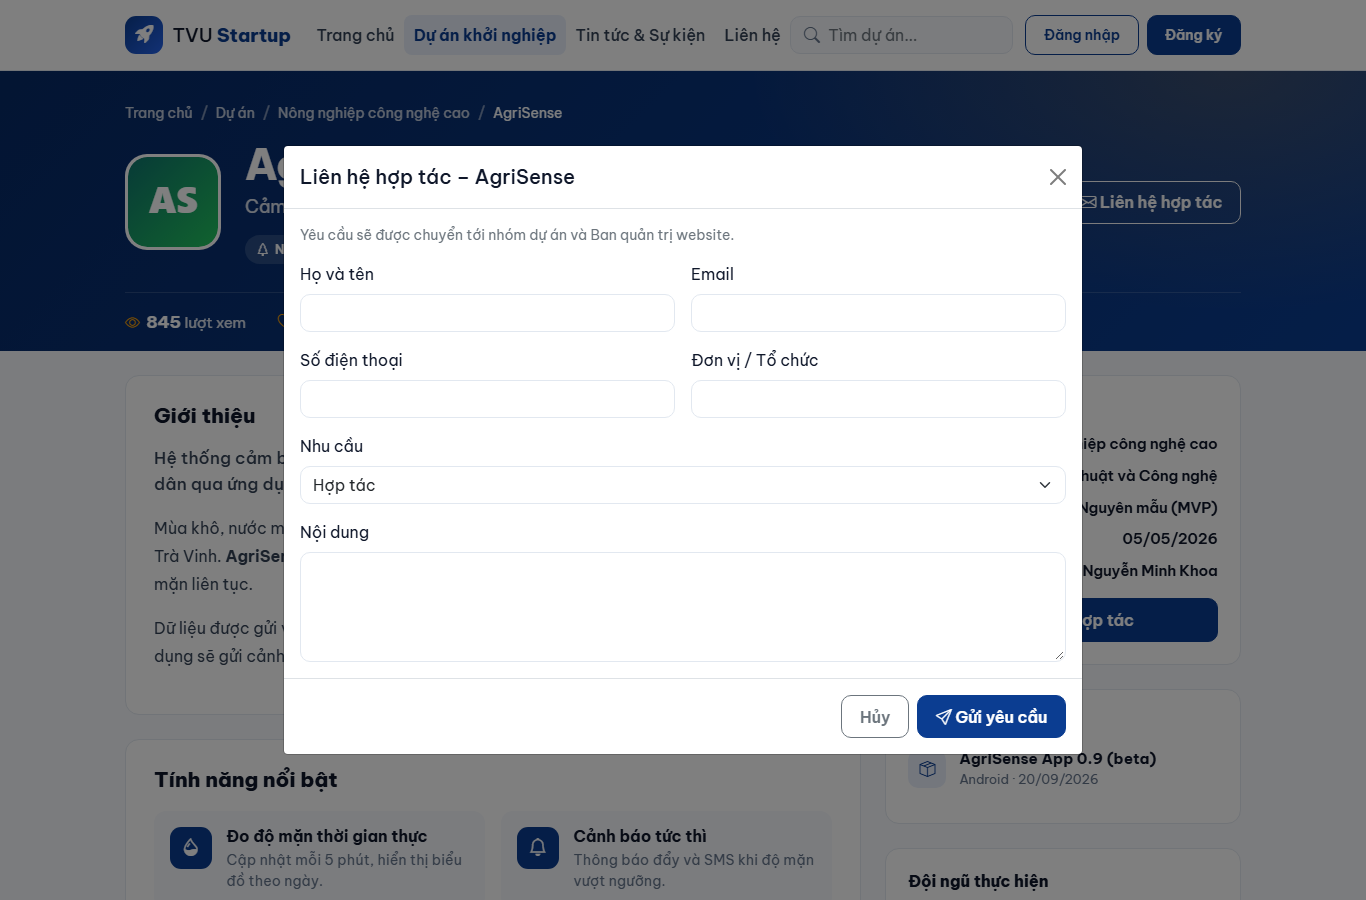 TVU Startup
Trang chủ
Dự án khởi nghiệp
Tin tức & Sự kiện
Liên hệ
Tìm dự án...
Đăng nhập
Đăng ký
Trang chủ / Dự án / Nông nghiệp công nghệ cao / AgriSense
AS
Liên hệ hợp tác
845 lượt xem
Liên hệ hợp tác – AgriSense
Yêu cầu sẽ được chuyển tới nhóm dự án và Ban quản trị website.
Họ và tên
Email
Số điện thoại
Đơn vị / Tổ chức
Nhu cầu
Hợp tác
Nội dung
Hủy
Gửi yêu cầu
Giới thiệu
Hệ thống cảm
dân qua ứng
Mùa khô, nước
Trà Vinh.
mặn liên tục.
Dữ liệu được gửi
dụng sẽ gửi cảnh
công nghệ cao
và Công nghệ
Nguyên mẫu (MVP)
05/05/2026
Nguyễn Minh Khoa
tác
AgriSense App 0.9 (beta)
Android · 20/09/2026
Tính năng nổi bật
Đo độ mặn thời gian thực
Cập nhật mỗi 5 phút, hiển thị biểu
đồ theo ngày.
Cảnh báo tức thì
Thông báo đẩy và SMS khi độ mặn
vượt ngưỡng.
Đội ngũ thực hiện